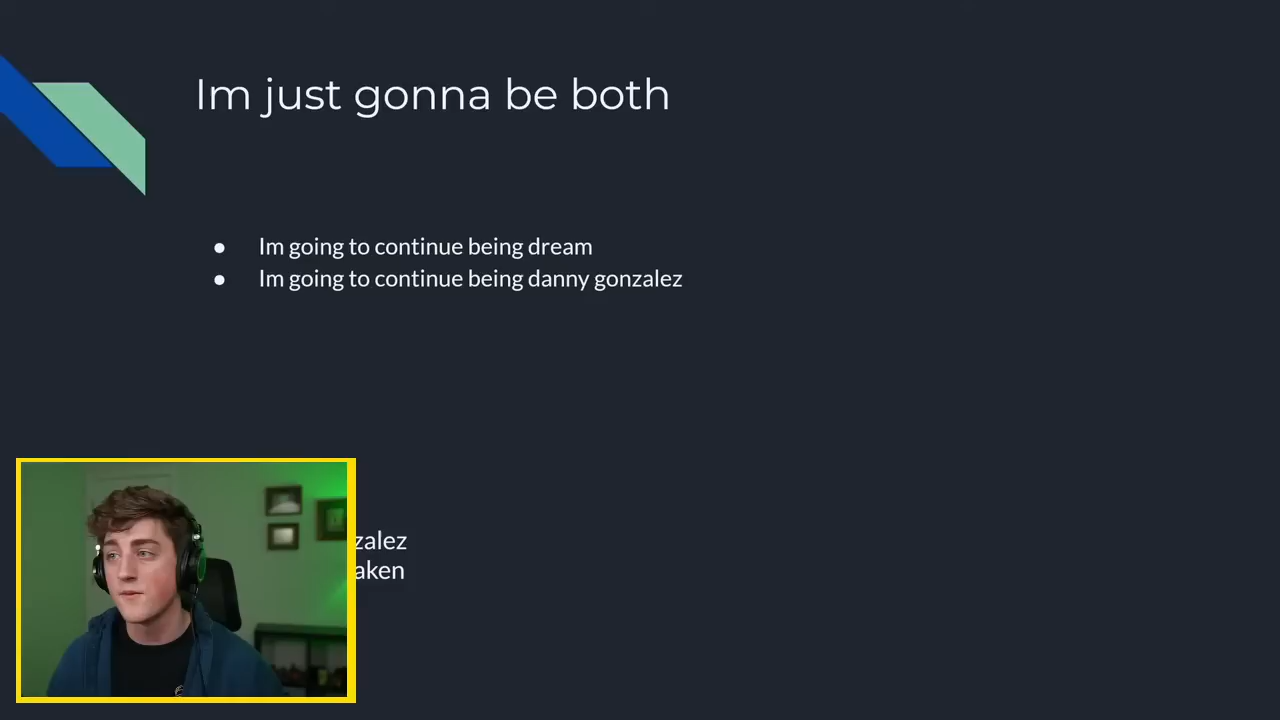 Im just gonna be both
Im going to continue being dream
Im going to continue being danny gonzalez
zalez
aken